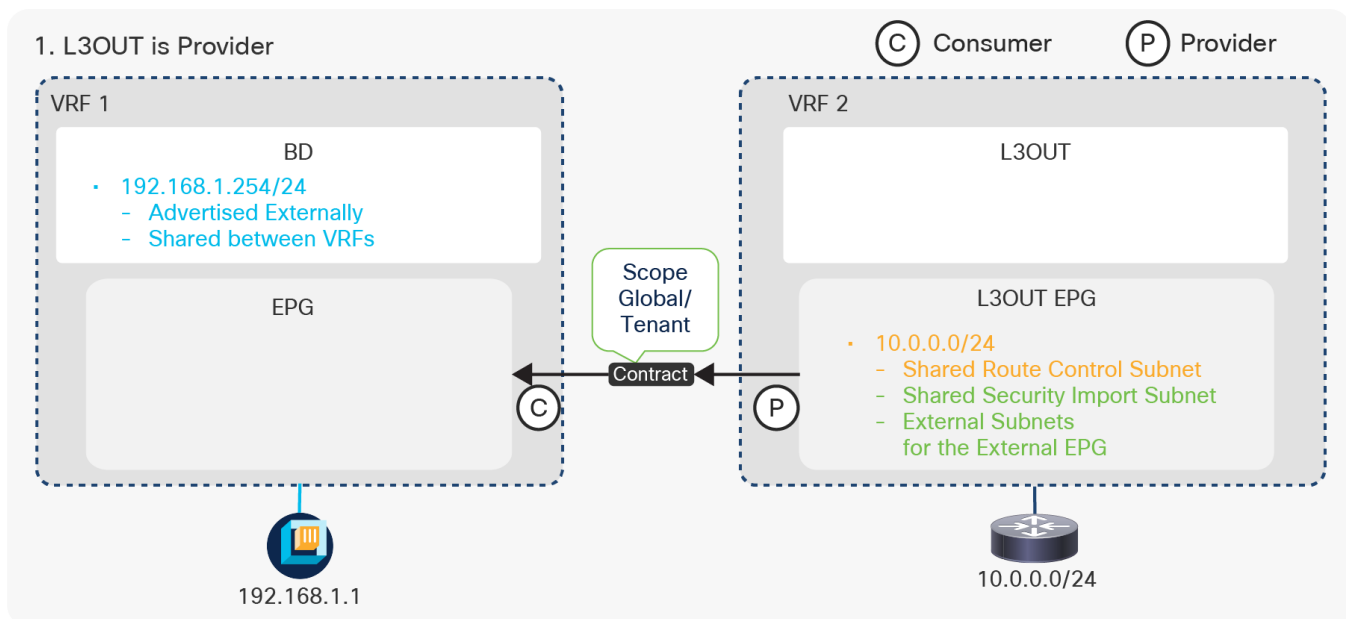 1. L3OUT is Provider
C Consumer
P Provider
VRF 1
BD
· 192.168.1.254/24
- Advertised Externally
- Shared between VRFs
EPG
C
192.168.1.1
Scope
Global/
Tenant
Contract
VRF 2
L3OUT
L3OUT EPG
· 10.0.0.0/24
- Shared Route Control Subnet
- Shared Security Import Subnet
- External Subnets
for the External EPG
P
10.0.0.0/24